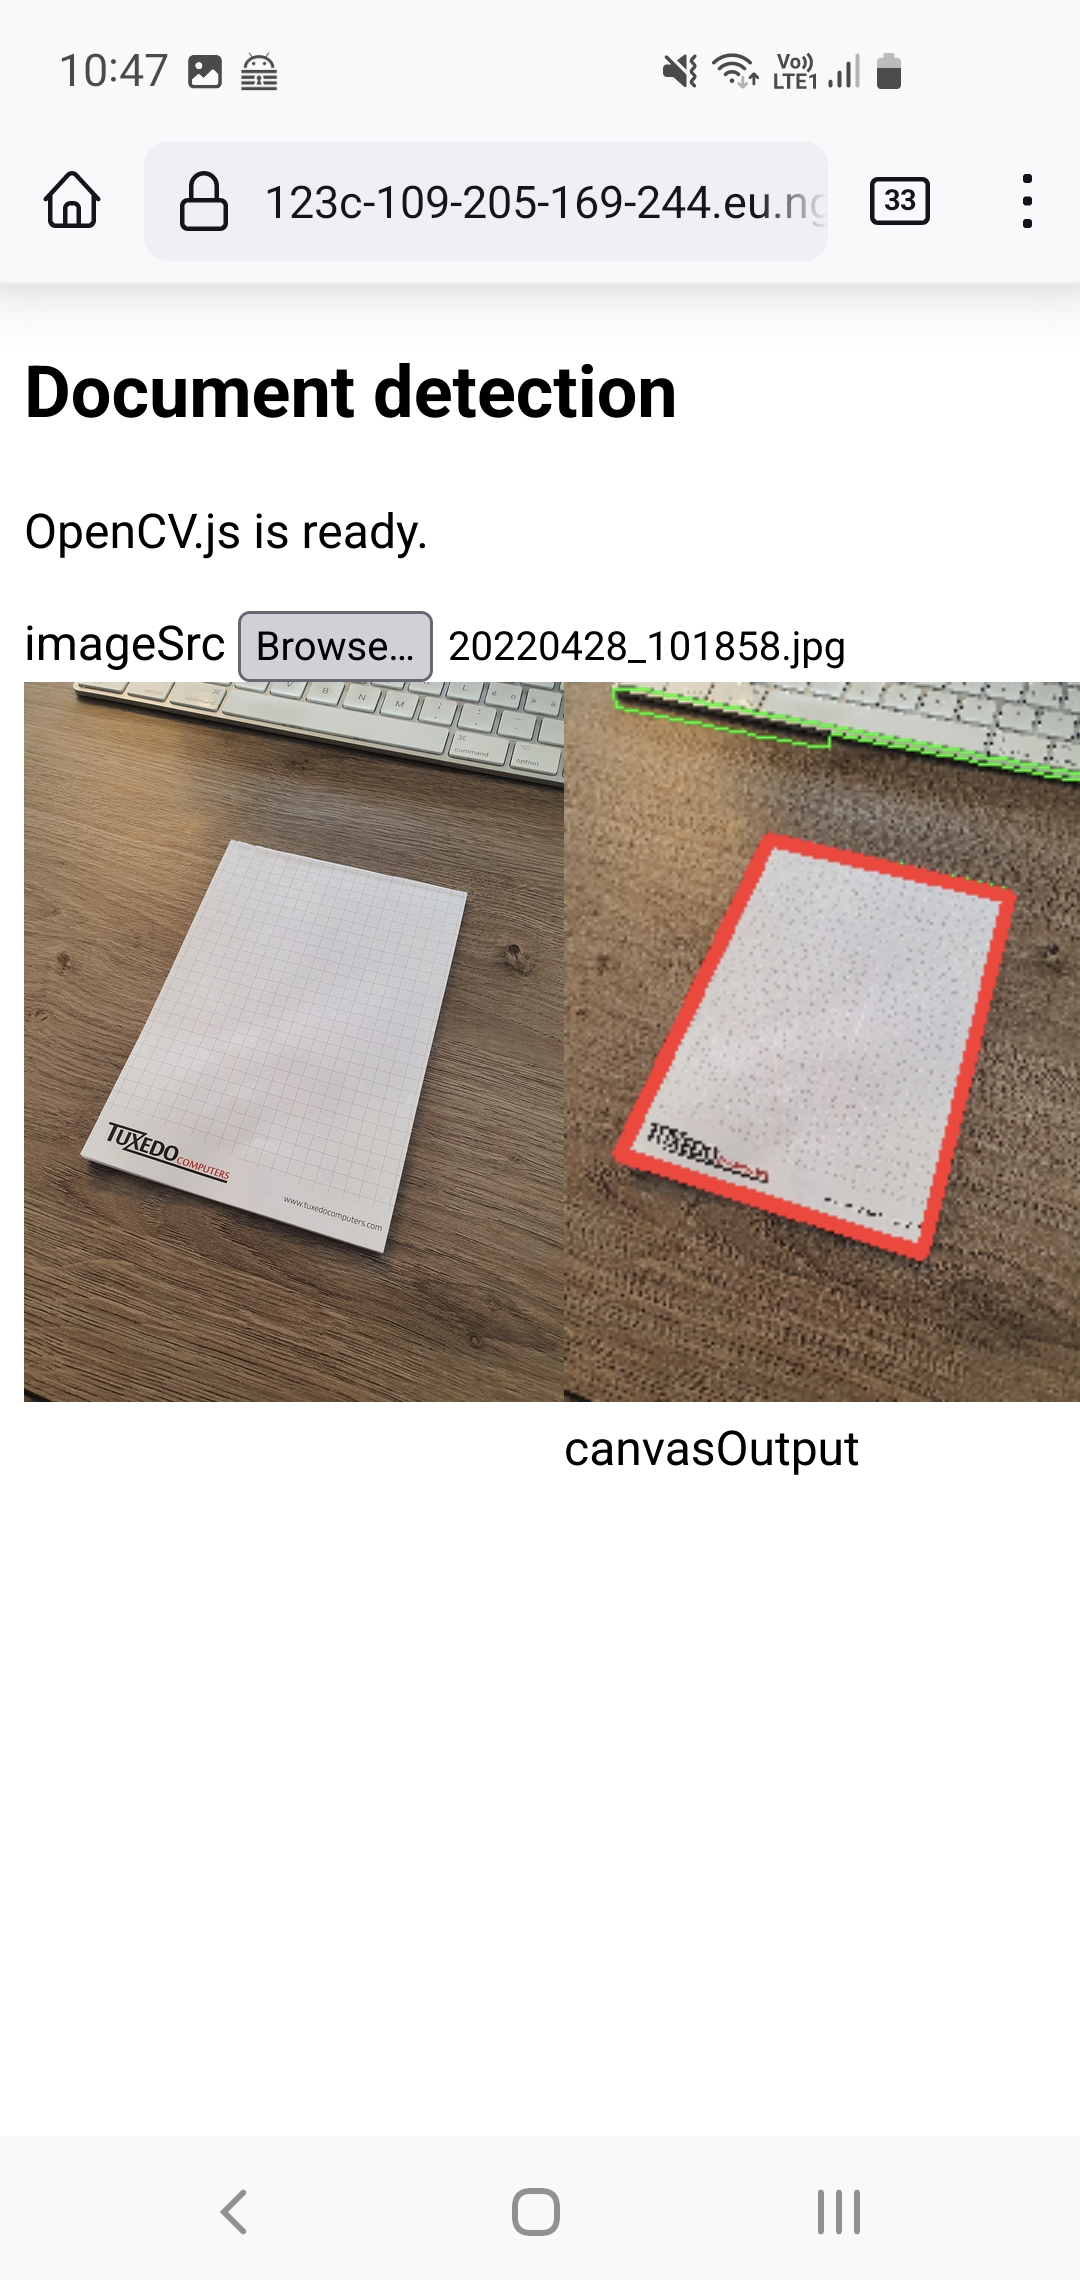 10:47
Vo))
LTE1
123c-109-205-169-244.eu.ng
33
Document detection
OpenCV.js is ready.
imageSrc Browse... 20220428_101858.jpg
B N M
command
option
TUXEDO COMPUTERS
www.tuxedocomputers.com
canvasOutput